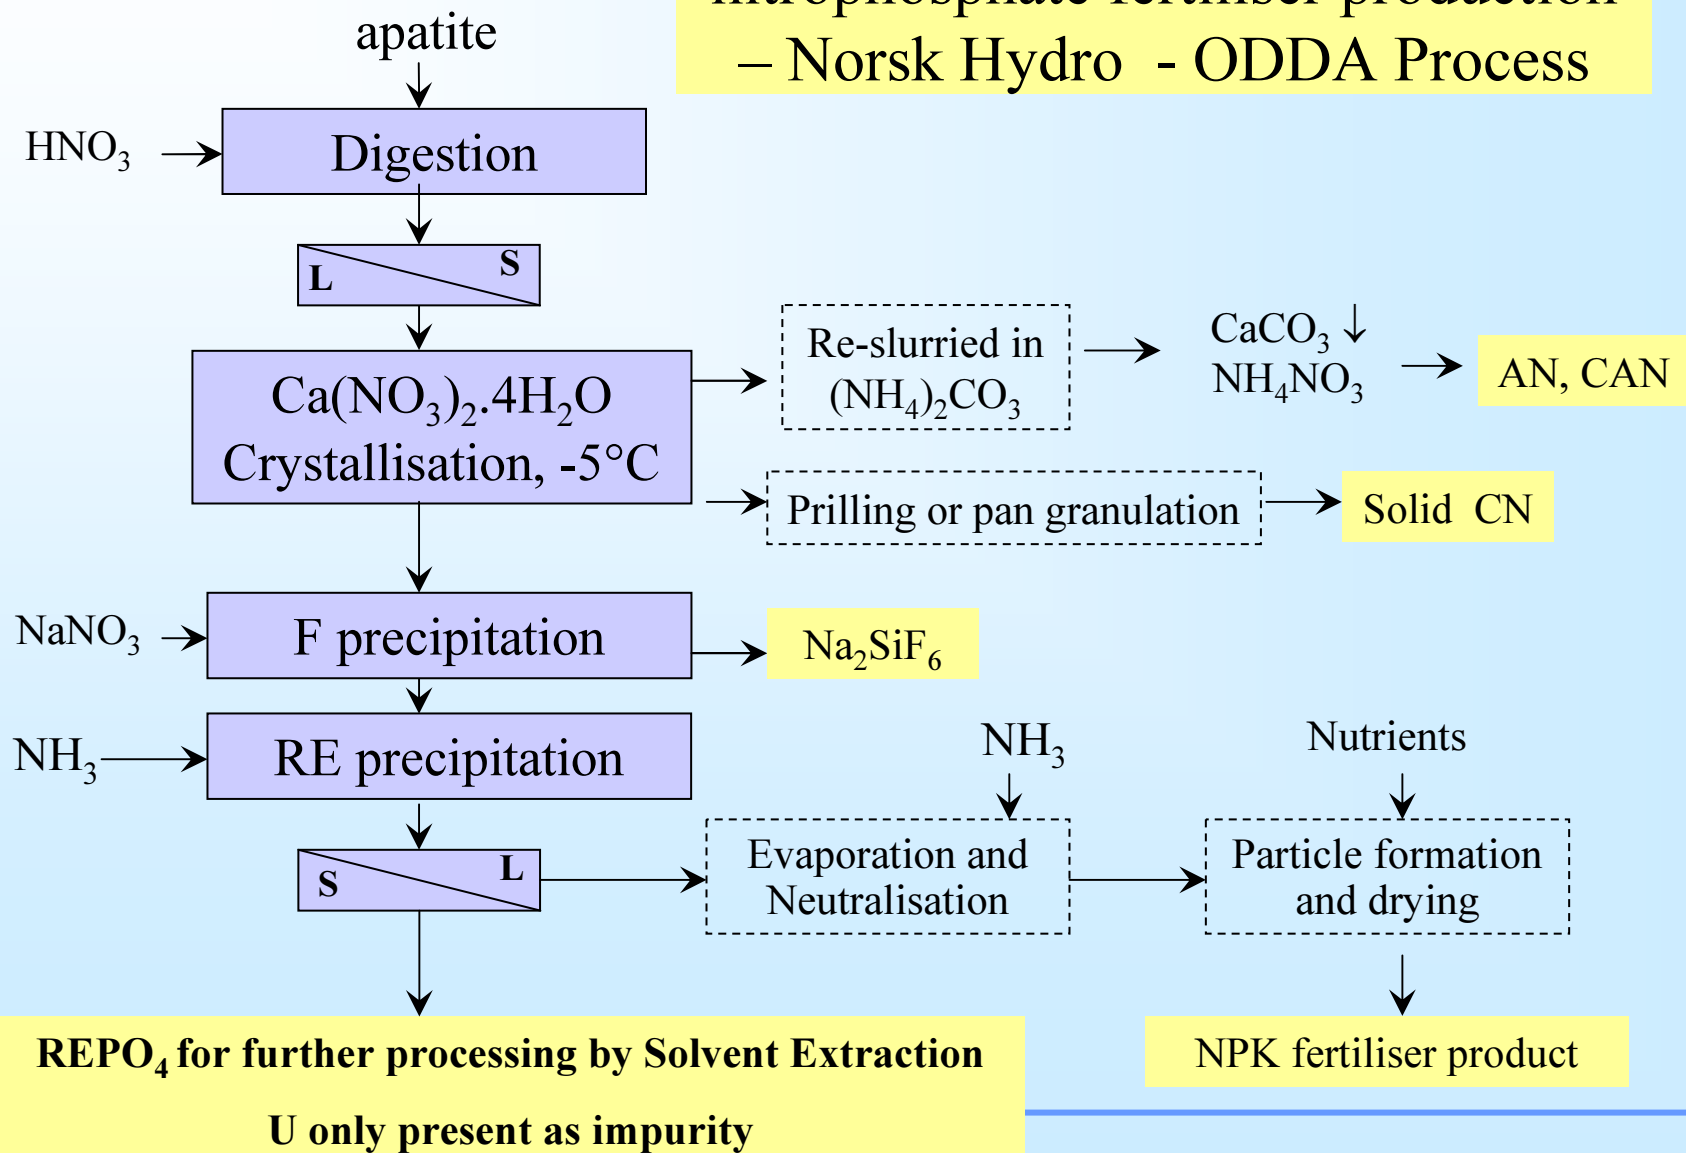 nitrophosphate fertiliser production
– Norsk Hydro - ODDA Process
apatite
HNO₃
Digestion
L
S
Ca(NO₃)₂.4H₂O
Crystallisation, -5°C
Re-slurried in
(NH₄)₂CO₃
CaCO₃ ↓
NH₄NO₃
AN, CAN
Prilling or pan granulation
Solid CN
NaNO₃
F precipitation
Na₂SiF₆
NH₃
RE precipitation
S
L
NH₃
Evaporation and
Neutralisation
Nutrients
Particle formation
and drying
REPO₄ for further processing by Solvent Extraction
U only present as impurity
NPK fertiliser product